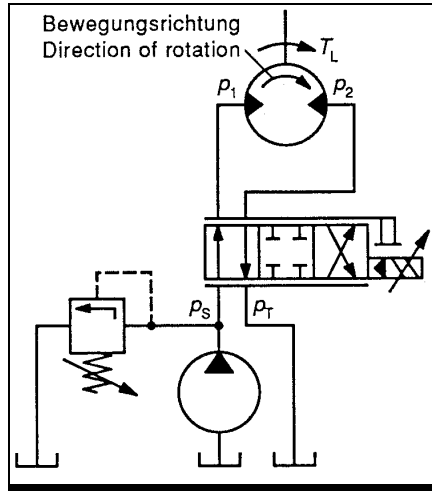 Bewegungsrichtung
Direction of rotation
T_L
p_1
p_2
p_S
p_T